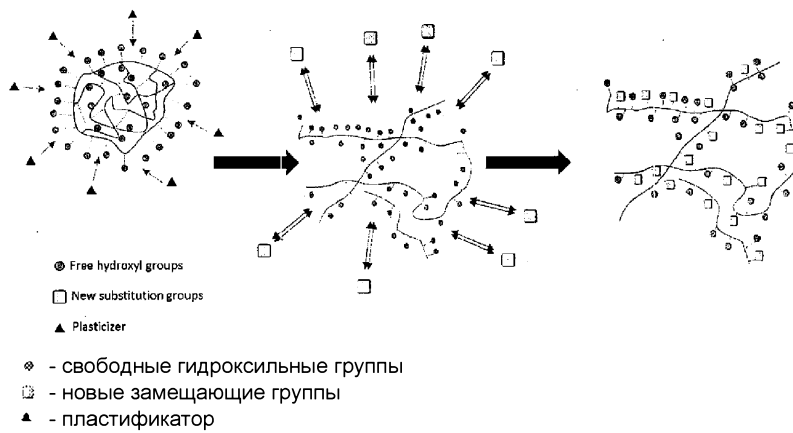 Free hydroxyl groups
New substitution groups
Plasticizer
- свободные гидроксильные группы
- новые замещающие группы
- пластификатор